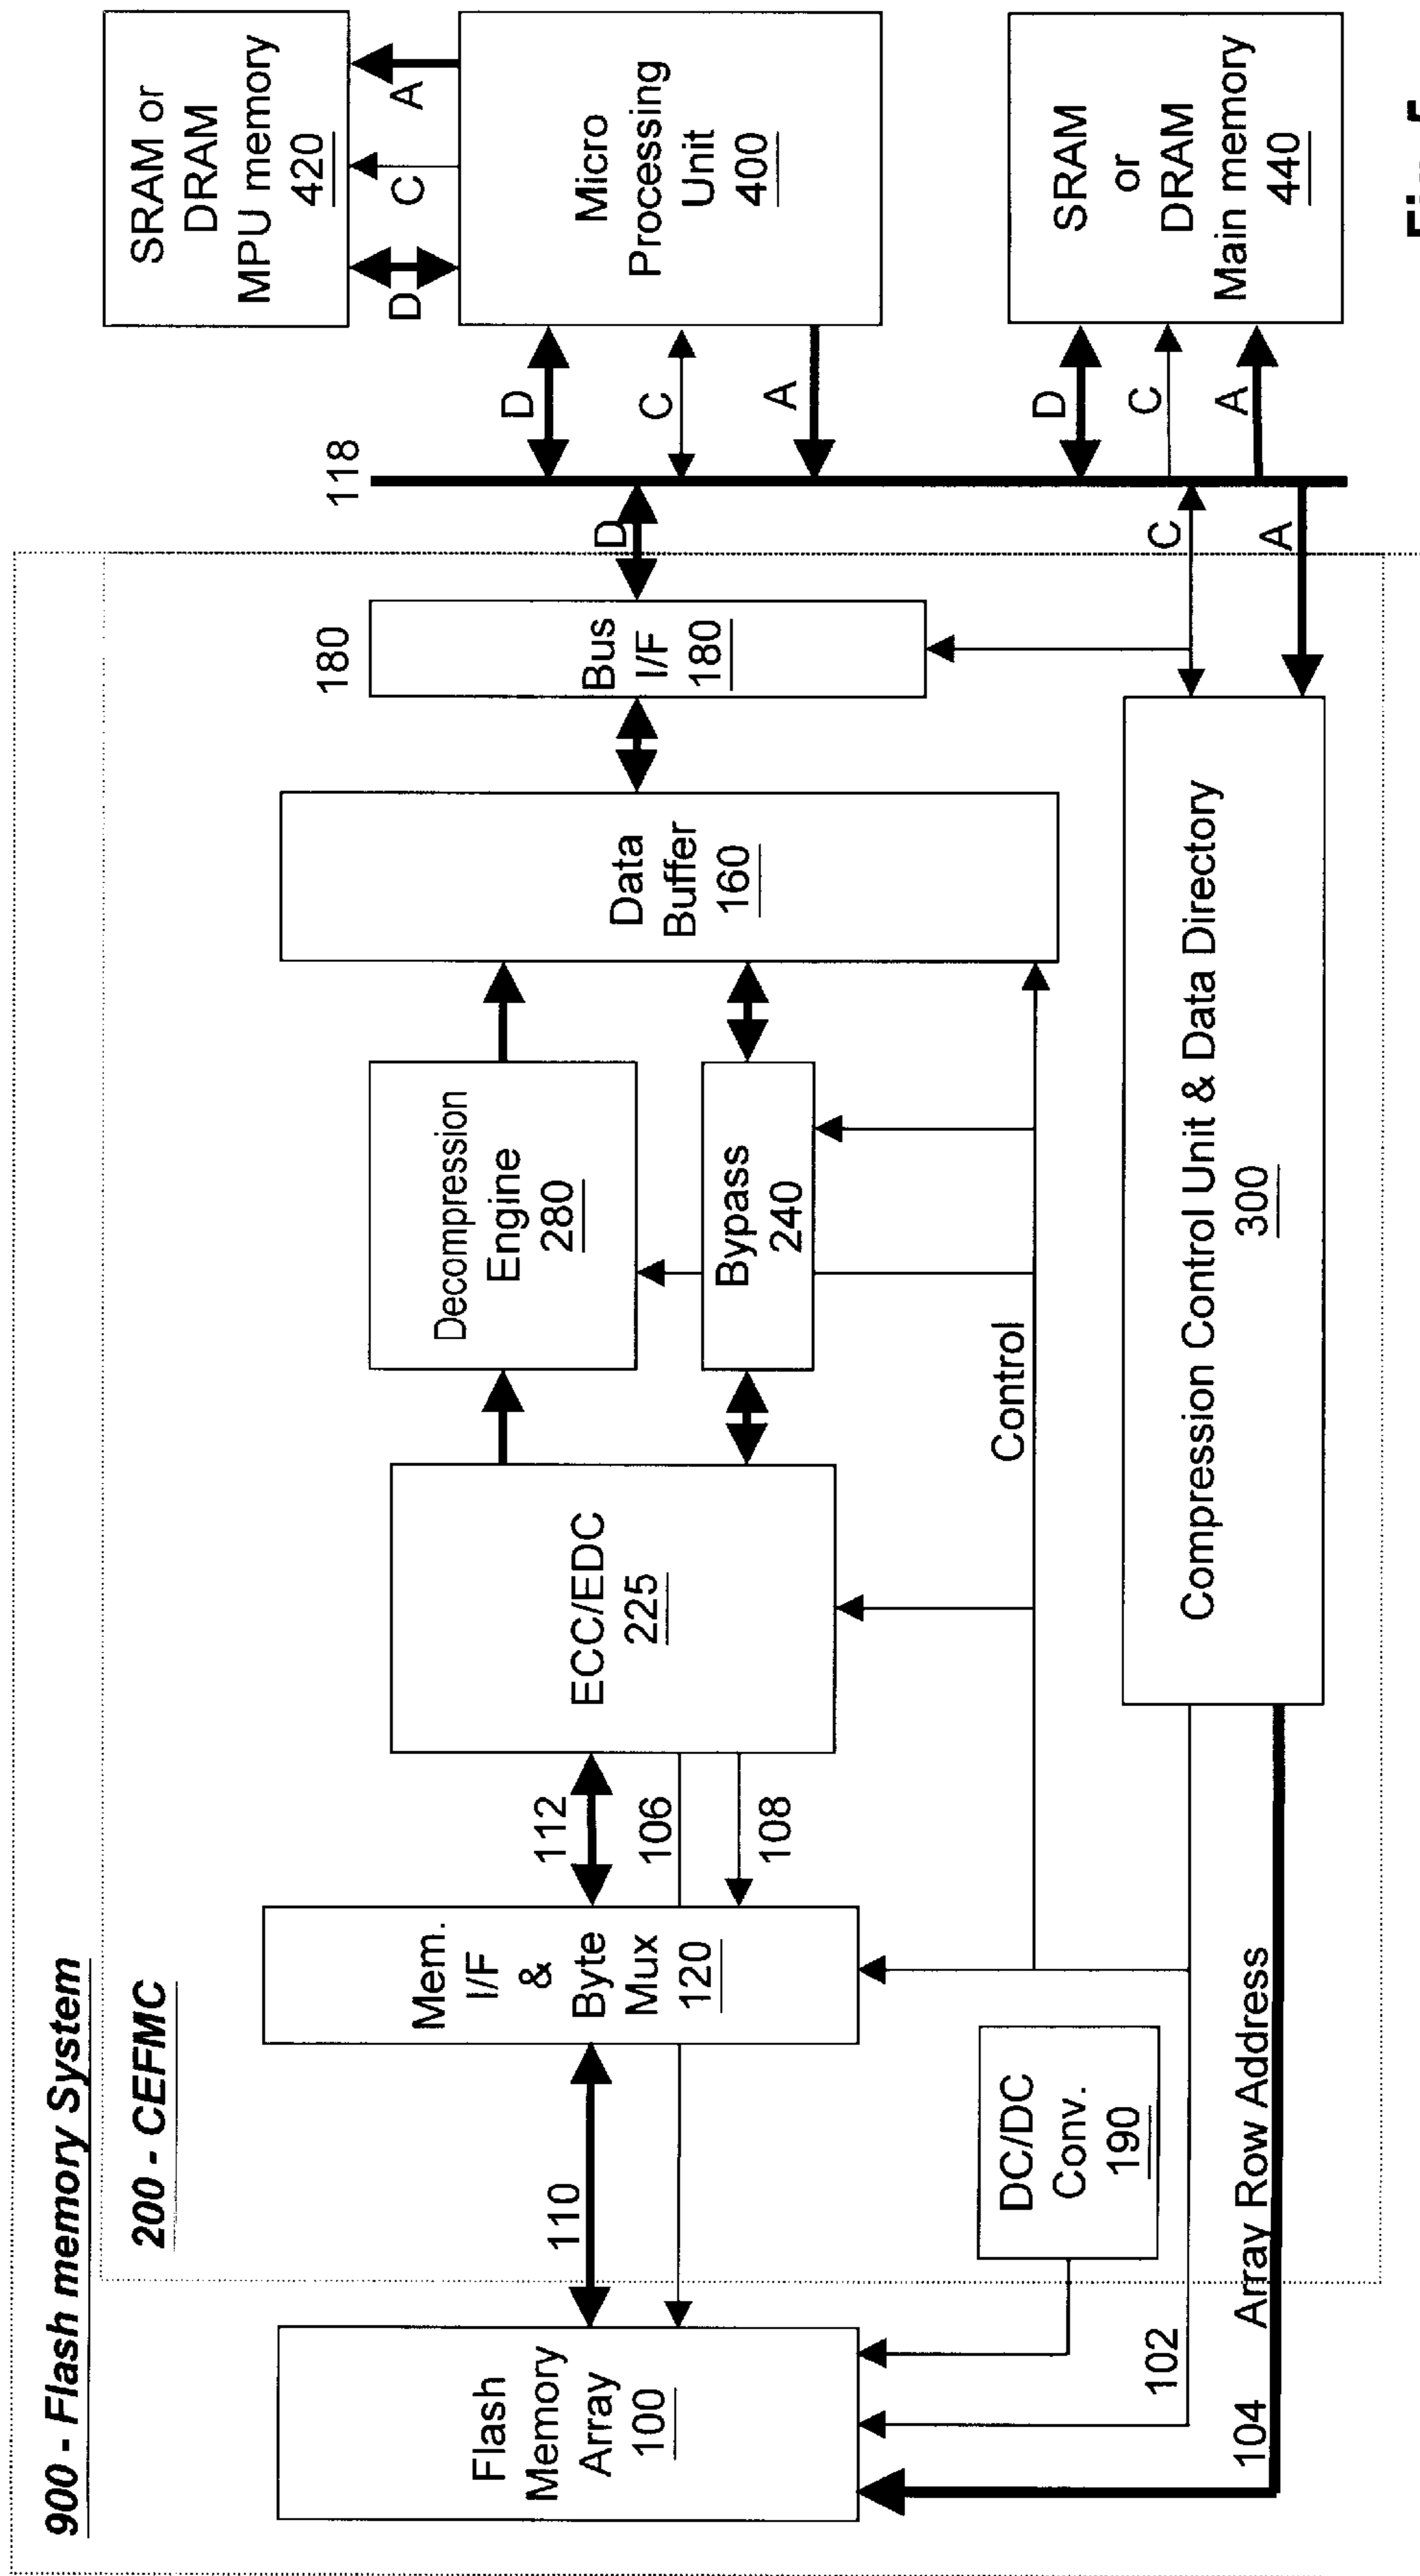 900 - Flash memory System
200 - CEFMC
Flash
Memory
Array
100
110
Mem.
I/F
&
Byte
Mux
120
112
106
108
ECC/EDC
225
Decompression
Engine
280
Bypass
240
Data
Buffer
160
180
Bus
I/F
180
D
118
D
C
A
SRAM or
DRAM
MPU memory
420
D
C
A
Micro
Processing
Unit
400
D
C
A
SRAM
or
DRAM
Main memory
440
C
A
Control
DC/DC
Conv.
190
102
104
Array Row Address
Compression Control Unit & Data Directory
300